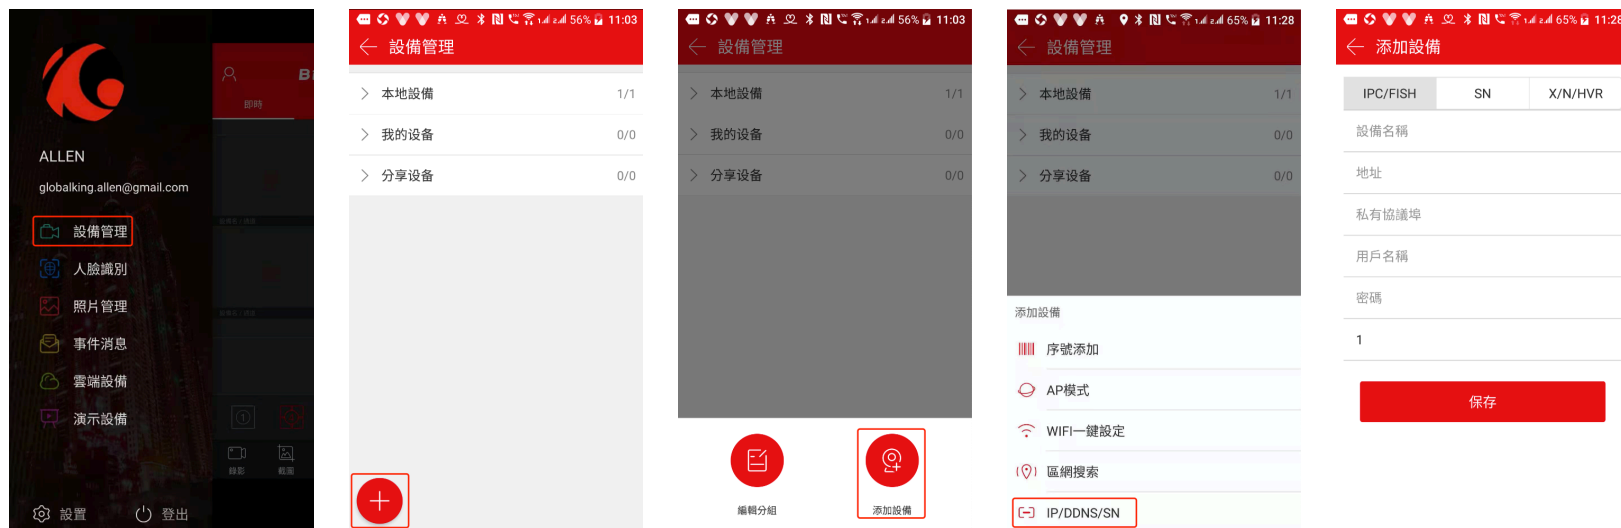 ALLEN
globalking.allen@gmail.com
設備管理
人臉識別
照片管理
事件消息
雲端設備
演示設備
設置
登出
即時
錄影
截圖
56% 11:03
設備管理
本地設備 1/1
我的设备 0/0
分享设备 0/0
56% 11:03
設備管理
本地設備 1/1
我的设备 0/0
分享设备 0/0
編輯分組
添加設備
65% 11:28
設備管理
本地設備 1/1
我的设备 0/0
分享设备 0/0
添加設備
序號添加
AP模式
WIFI一鍵設定
區網搜索
IP/DDNS/SN
65% 11:28
添加設備
IPC/FISH SN X/N/HVR
設備名稱
地址
私有協議埠
用戶名稱
密碼
1
保存